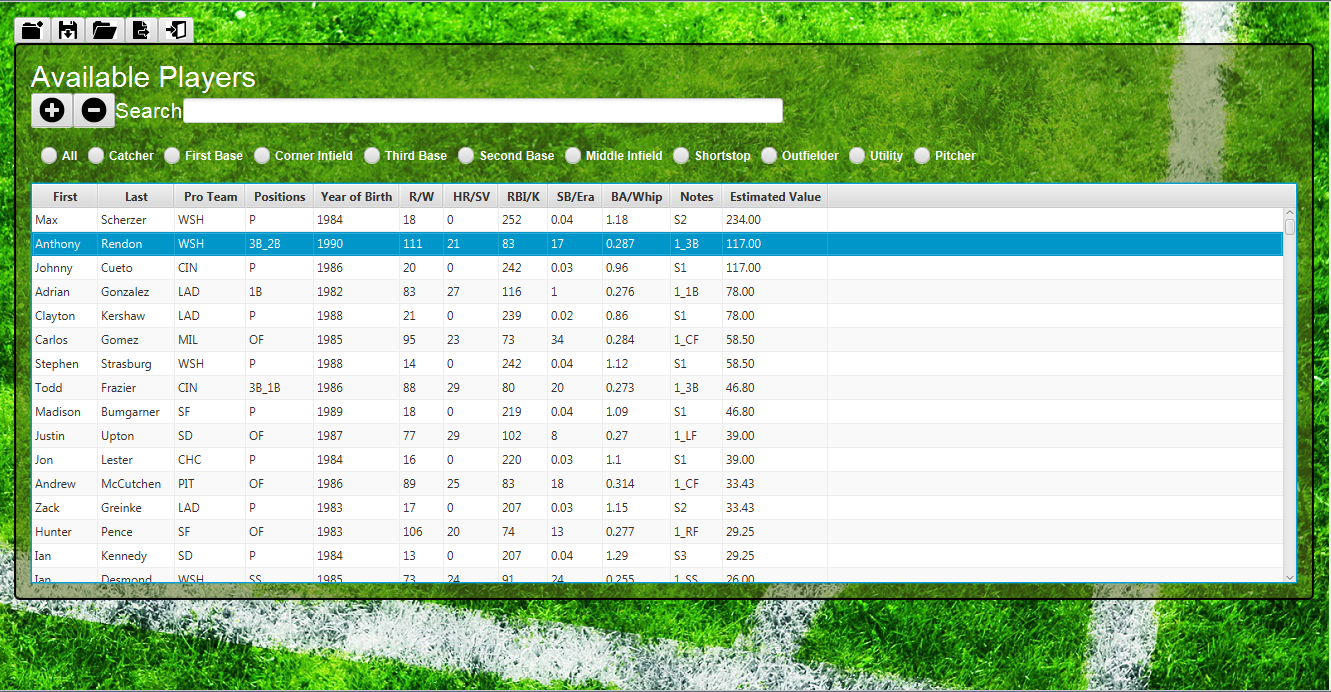 Available Players
Search
All Catcher First Base Corner Infield Third Base Second Base Middle Infield Shortstop Outfielder Utility Pitcher
First Last Pro Team Positions Year of Birth R/W HR/SV RBI/K SB/Era BA/Whip Notes Estimated Value
Max Scherzer WSH P 1984 18 0 252 0.04 1.18 S2 234.00
Anthony Rendon WSH 3B_2B 1990 111 21 83 17 0.287 1_3B 117.00
Johnny Cueto CIN P 1986 20 0 242 0.03 0.96 S1 117.00
Adrian Gonzalez LAD 1B 1982 83 27 116 1 0.276 1_1B 78.00
Clayton Kershaw LAD P 1988 21 0 239 0.02 0.86 S1 78.00
Carlos Gomez MIL OF 1985 95 23 73 34 0.284 1_CF 58.50
Stephen Strasburg WSH P 1988 14 0 242 0.04 1.12 S1 58.50
Todd Frazier CIN 3B_1B 1986 88 29 80 20 0.273 1_3B 46.80
Madison Bumgarner SF P 1989 18 0 219 0.04 1.09 S1 46.80
Justin Upton SD OF 1987 77 29 102 8 0.27 1_LF 39.00
Jon Lester CHC P 1984 16 0 220 0.03 1.1 S1 39.00
Andrew McCutchen PIT OF 1986 89 25 83 18 0.314 1_CF 33.43
Zack Greinke LAD P 1983 17 0 207 0.03 1.15 S2 33.43
Hunter Pence SF OF 1983 106 20 74 13 0.277 1_RF 29.25
Ian Kennedy SD P 1984 13 0 207 0.04 1.29 S3 29.25
Ian Desmond WSH SS 1985 73 24 91 24 0.255 1_SS 26.00